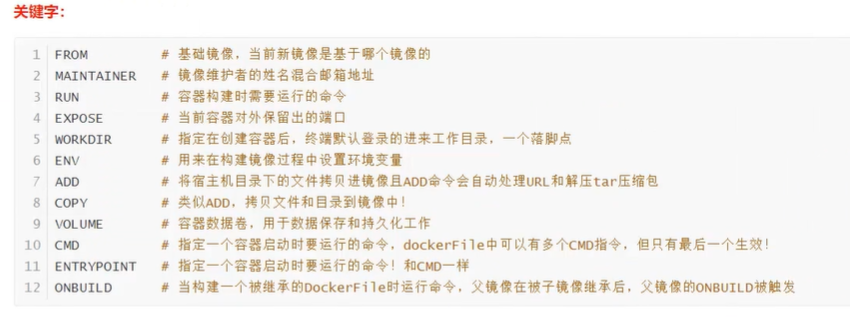 关键字：
1 FROM # 基础镜像，当前新镜像是基于哪个镜像的
2 MAINTAINER # 镜像维护者的姓名混合邮箱地址
3 RUN # 容器构建时需要运行的命令
4 EXPOSE # 当前容器对外保留出的端口
5 WORKDIR # 指定在创建容器后，终端默认登录的进来工作目录，一个落脚点
6 ENV # 用来在构建镜像过程中设置环境变量
7 ADD # 将宿主机目录下的文件拷贝进镜像且ADD命令会自动处理URL和解压tar压缩包
8 COPY # 类似ADD，拷贝文件和目录到镜像中！
9 VOLUME # 容器数据卷，用于数据保存和持久化工作
10 CMD # 指定一个容器启动时要运行的命令，dockerFile中可以有多个CMD指令，但只有最后一个生效！
11 ENTRYPOINT # 指定一个容器启动时要运行的命令！和CMD一样
12 ONBUILD # 当构建一个被继承的DockerFile时运行命令，父镜像在被子镜像继承后，父镜像的ONBUILD被触发